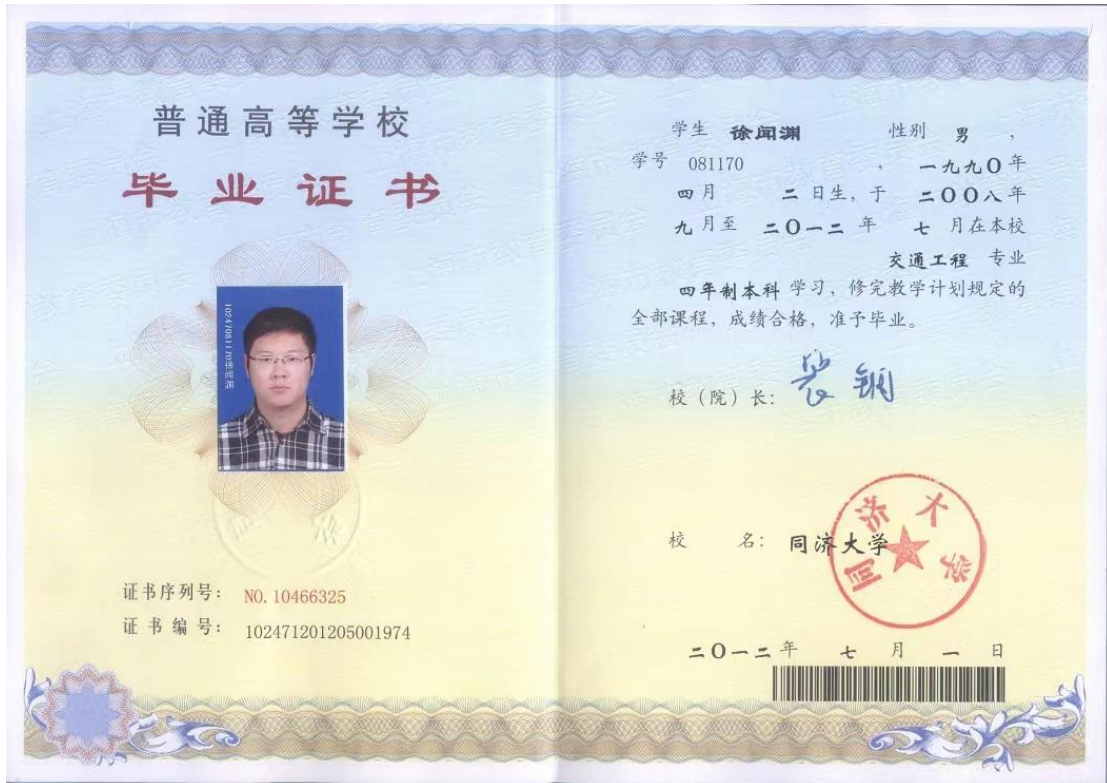 普通高等学校
毕业证书
10247081170徐闻渊
证书序列号: NO. 10466325
证书编号: 102471201205001974
学生 徐闻渊 性别 男 ,
学号 081170 , 一九九〇年
四月 二日生, 于 二〇〇八年
九月至 二〇一二 年 七 月在本校
交通工程 专业
四年制本科 学习, 修完教学计划规定的
全部课程, 成绩合格, 准予毕业。
校（院）长: 裴钢
校 名: 同济大学
同济大学
二〇一二年 七 月 一 日